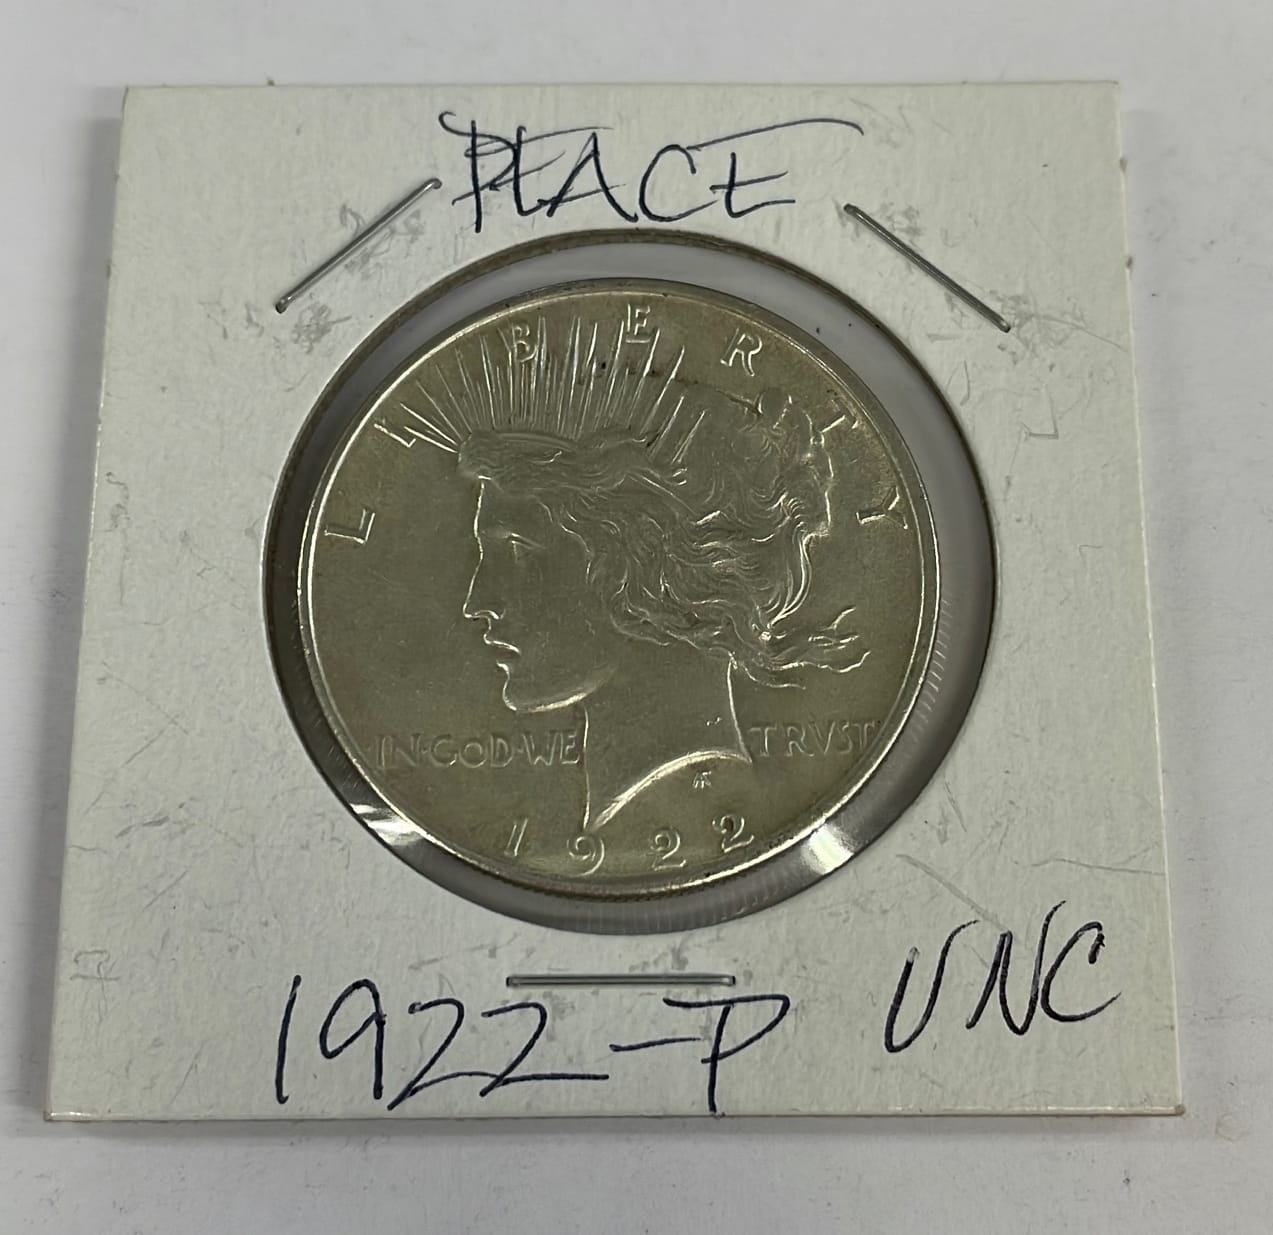 PEACE
LIBERTY
IN·GOD·WE TRVST
1922
1922-P UNC